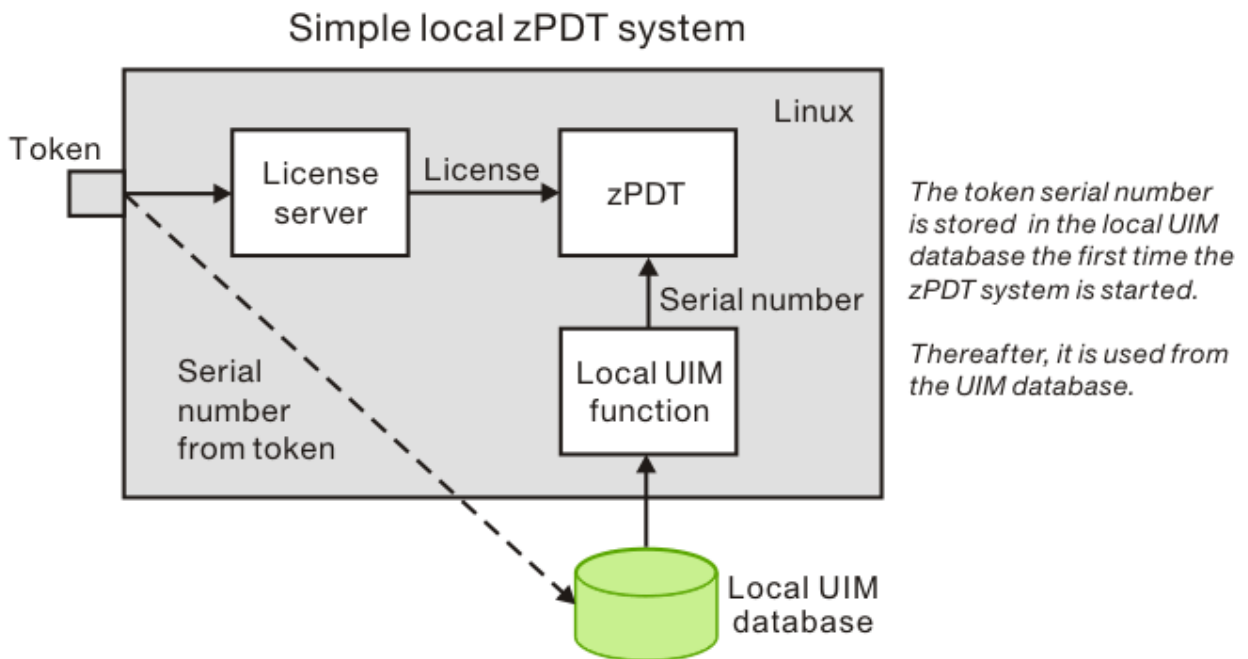 Simple local zPDT system
Linux
Token
License
server
License
zPDT
The token serial number
is stored in the local UIM
database the first time the
zPDT system is started.
Thereafter, it is used from
the UIM database.
Serial number
Local UIM
function
Serial
number
from token
Local UIM
database